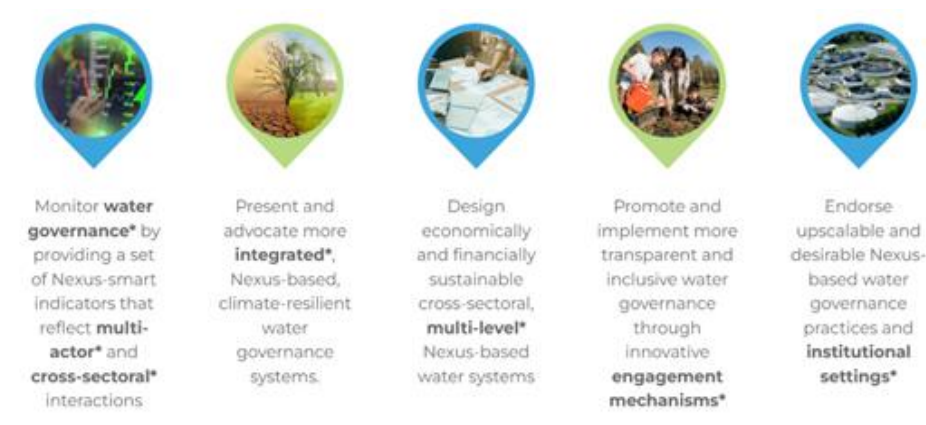 Monitor water
governance* by
providing a set
of Nexus-smart
indicators that
reflect multi-
actor* and
cross-sectoral*
interactions
Present and
advocate more
integrated*,
Nexus-based,
climate-resilient
water
governance
systems.
Design
economically
and financially
sustainable
cross-sectoral,
multi-level*
Nexus-based
water systems
Promote and
implement more
transparent and
inclusive water
governance
through
innovative
engagement
mechanisms*
Endorse
upscalable and
desirable Nexus-
based water
governance
practices and
institutional
settings*